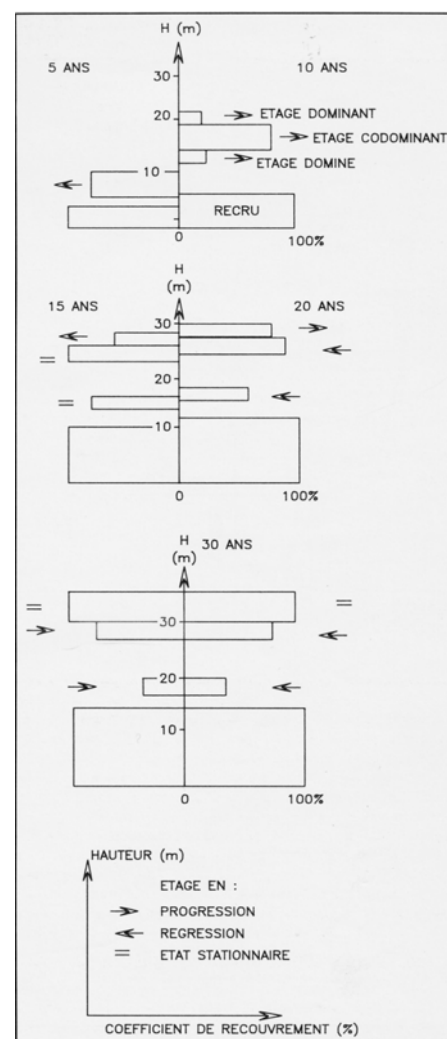 H (m)
5 ANS
10 ANS
30
20
ETAGE DOMINANT
ETAGE CODOMINANT
ETAGE DOMINE
10
RECRU
0
100%
H
(m)
15 ANS
20 ANS
30
20
10
0
100%
H
(m)
30 ANS
30
20
10
0
100%
HAUTEUR (m)
ETAGE EN :
PROGRESSION
REGRESSION
ETAT STATIONNAIRE
COEFFICIENT DE RECOUVREMENT (%)